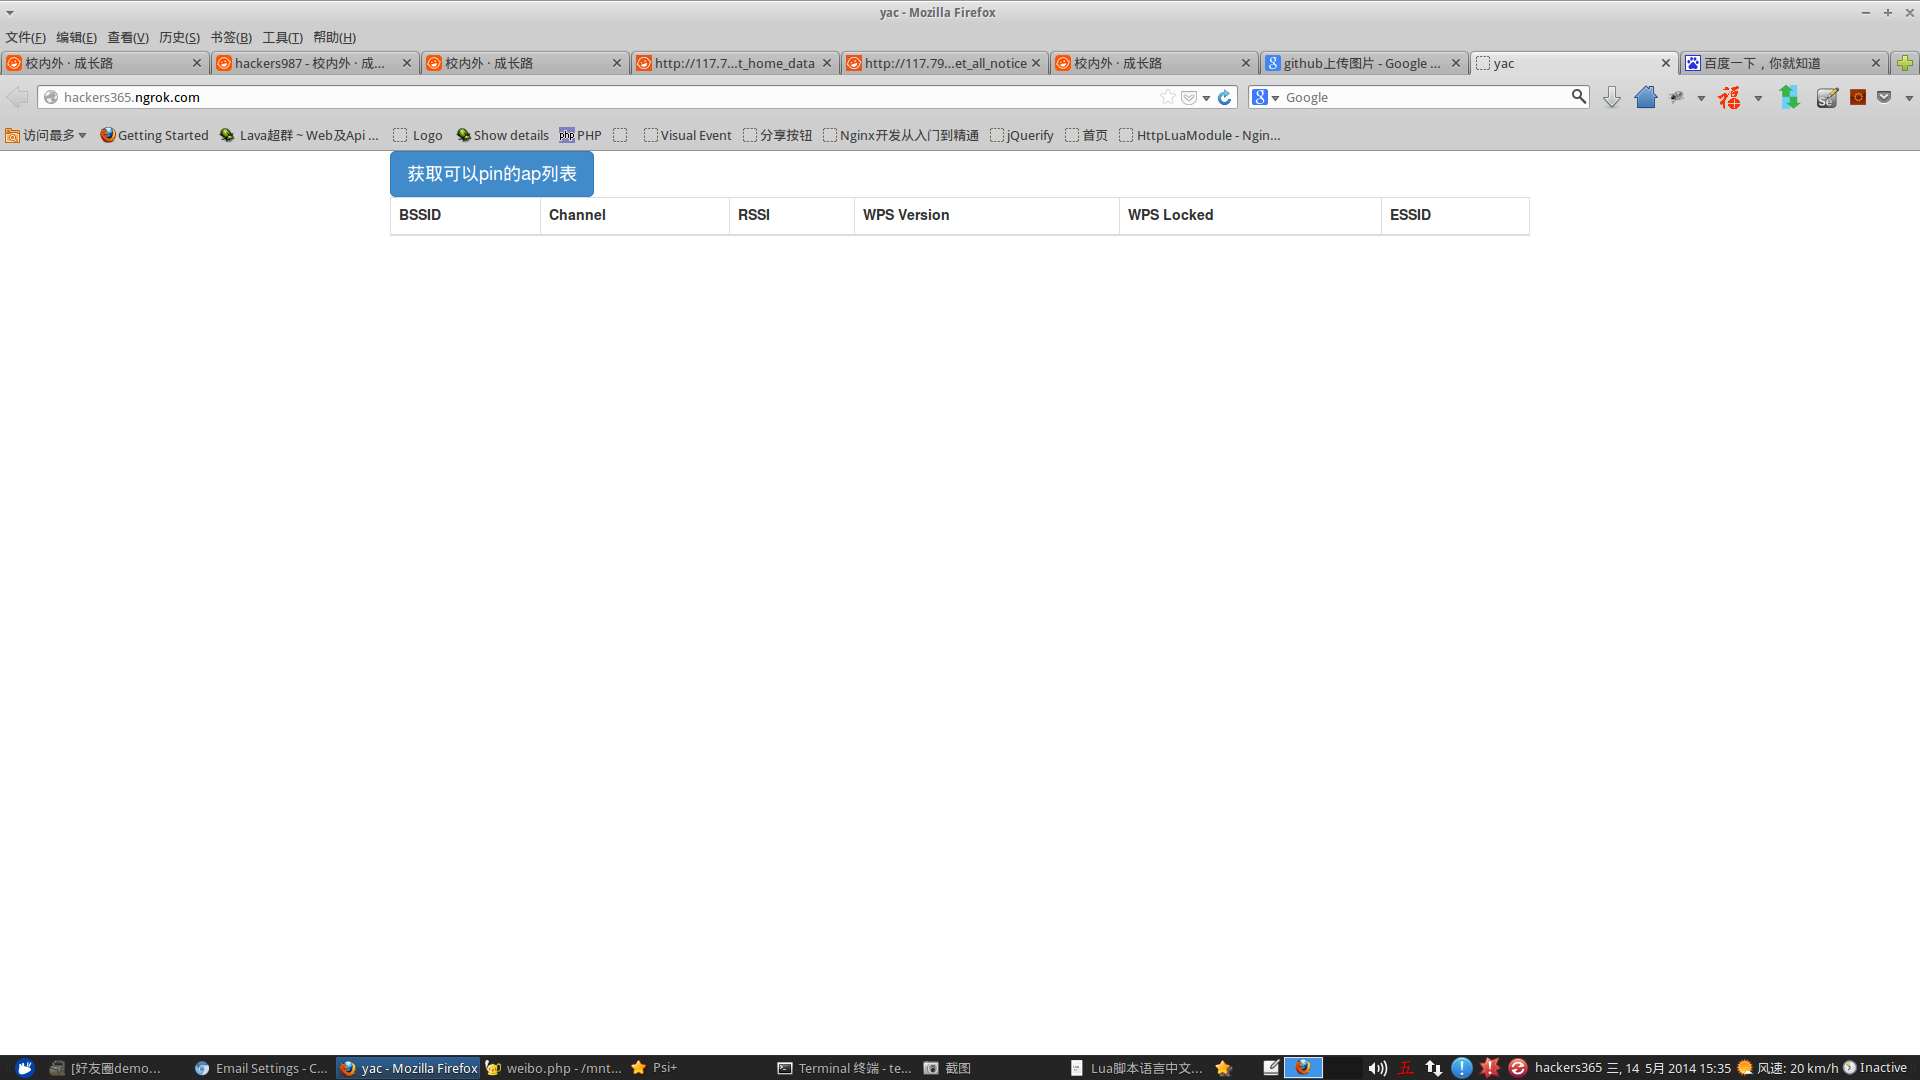 yac - Mozilla Firefox
文件(F) 编辑(E) 查看(V) 历史(S) 书签(B) 工具(T) 帮助(H)
校内外 · 成长路 hackers987 - 校内外 · 成... 校内外 · 成长路 http://117.7...t_home_data http://117.79...et_all_notice 校内外 · 成长路 github上传图片 - Google ... yac 百度一下，你就知道
hackers365.ngrok.com Google
访问最多 Getting Started Lava超群 ~ Web及Api ... Logo Show details PHP Visual Event 分享按钮 Nginx开发从入门到精通 jQuerify 首页 HttpLuaModule - Ngin...
获取可以pin的ap列表
BSSID Channel RSSI WPS Version WPS Locked ESSID
[好友圈demo... Email Settings - C... yac - Mozilla Firefox weibo.php - /mnt... Psi+ Terminal 终端 - te... 截图 Lua脚本语言中文... 五 hackers365 三, 14 5月 2014 15:35 风速: 20 km/h Inactive